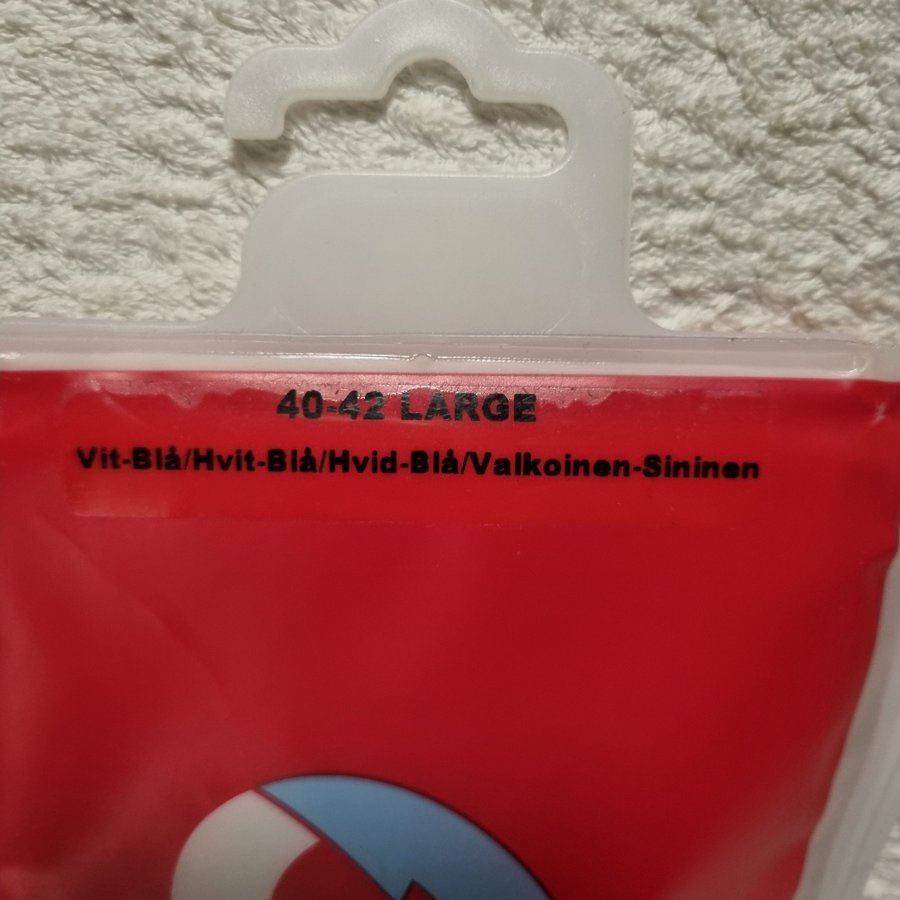 40-42 LARGE
Vit-Blå/Hvit-Blå/Hvid-Blå/Valkoinen-Sininen